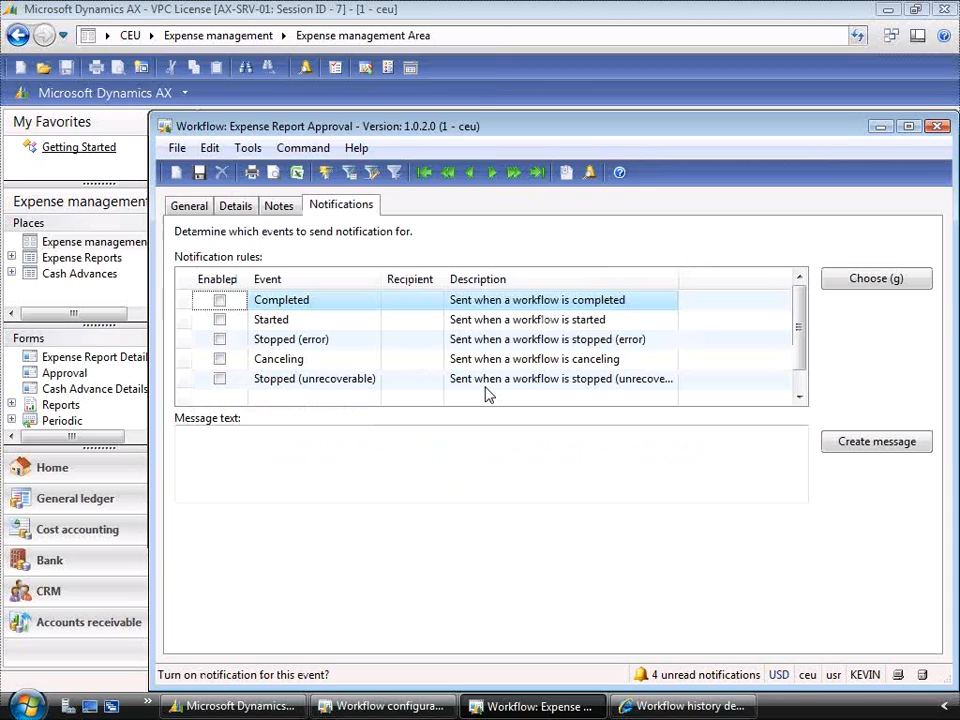 Microsoft Dynamics AX - VPC License [AX-SRV-01: Session ID - 7] - [1 - ceu]
CEU Expense management Expense management Area
Microsoft Dynamics AX
My Favorites
Getting Started
Expense management
Places
Expense managemen
Expense Reports
Cash Advances
Forms
Expense Report Detai
Approval
Cash Advance Details
Reports
Periodic
Home
General ledger
Cost accounting
Bank
CRM
Accounts receivable
Workflow: Expense Report Approval - Version: 1.0.2.0 (1 - ceu)
File Edit Tools Command Help
General Details Notes Notifications
Determine which events to send notification for.
Notification rules:
Enabled Event Recipient Description
Completed Sent when a workflow is completed
Started Sent when a workflow is started
Stopped (error) Sent when a workflow is stopped (error)
Canceling Sent when a workflow is canceling
Stopped (unrecoverable) Sent when a workflow is stopped (unrecove...
Choose (g)
Message text:
Create message
Turn on notification for this event? 4 unread notifications USD ceu usr KEVIN
Microsoft Dynamics... Workflow configura... Workflow: Expense ... Workflow history de...